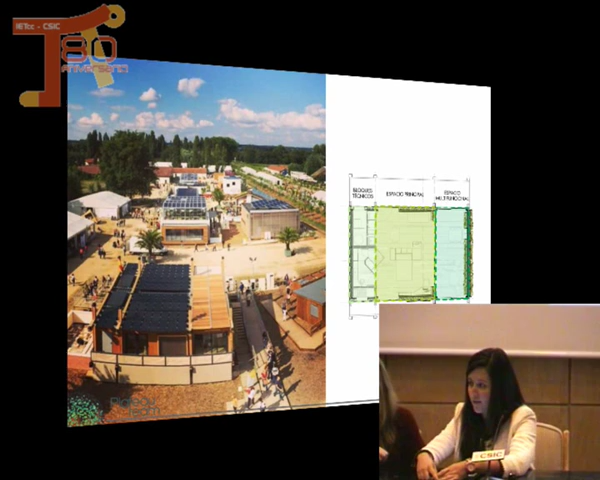 IETcc - CSIC
80
ANIVERSARIO
BLOQUES
TÉCNICOS
ESPACIO PRINCIPAL
ESPACIO
MULTIFUNCIONAL
CSIC